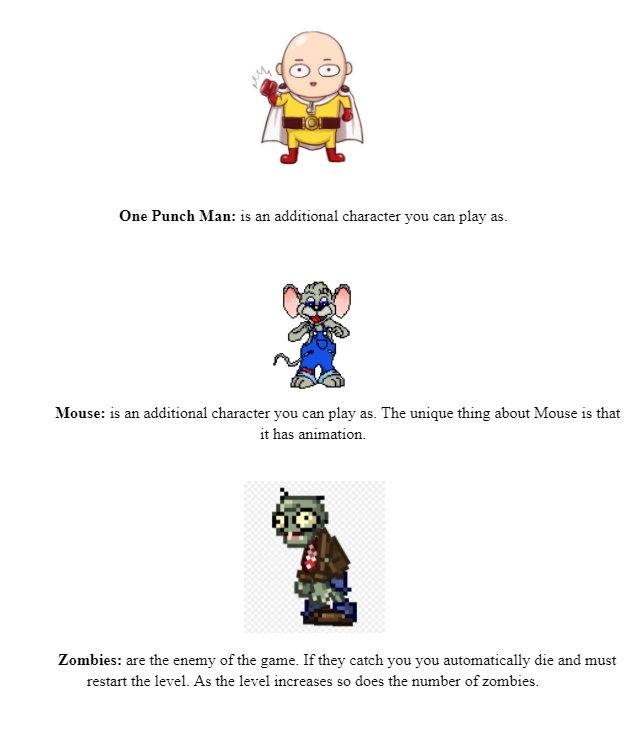 One Punch Man: is an additional character you can play as.
Mouse: is an additional character you can play as. The unique thing about Mouse is that
it has animation.
Zombies: are the enemy of the game. If they catch you you automatically die and must
restart the level. As the level increases so does the number of zombies.